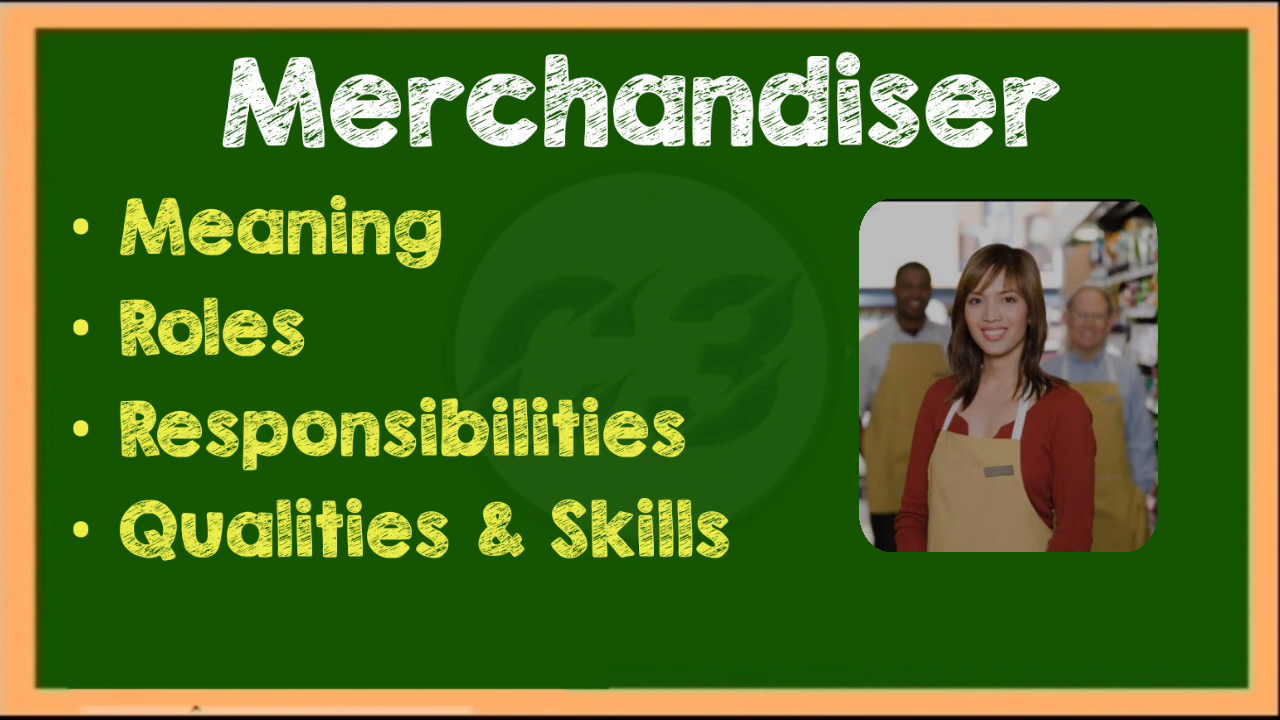 Merchandiser
• Meaning
• Roles
• Responsibilities
• Qualities & Skills